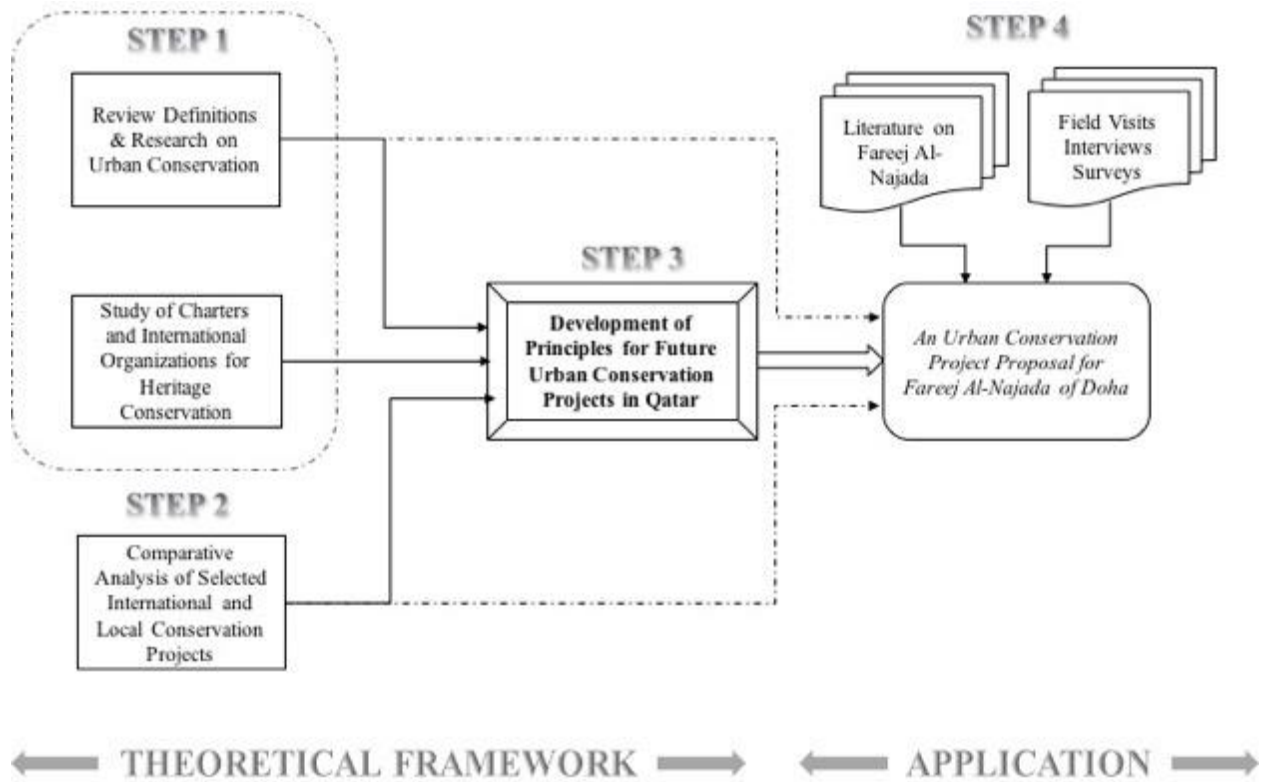 STEP 1
Review Definitions
& Research on
Urban Conservation
Study of Charters
and International
Organizations for
Heritage
Conservation
STEP 2
Comparative
Analysis of Selected
International and
Local Conservation
Projects
STEP 3
Development of
Principles for Future
Urban Conservation
Projects in Qatar
STEP 4
Literature on
Fareej Al-
Najada
Field Visits
Interviews
Surveys
An Urban Conservation
Project Proposal for
Fareej Al-Najada of Doha
THEORETICAL FRAMEWORK
APPLICATION